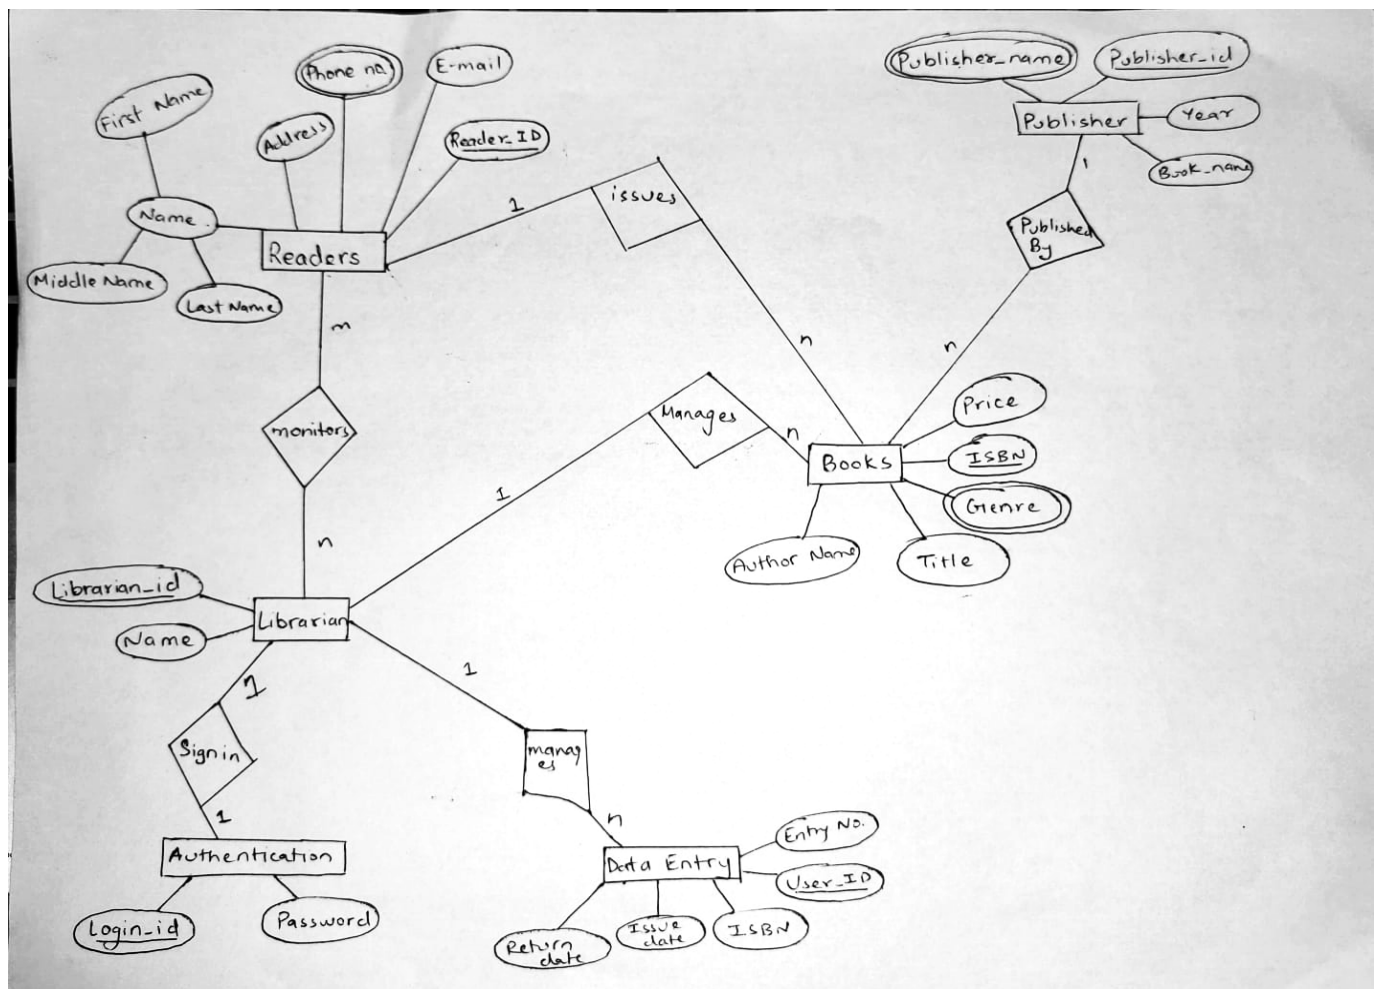 Publisher_name
Publisher_id
Phone no
E-mail
First Name
Publisher
Year
Address
Reader_ID
Book_name
issues
1
1
Name
Published
By
Readers
Middle Name
Last Name
m
n
n
Price
Manages
monitors
n
Books
ISBN
1
Genre
n
Author Name
Title
Librarian_id
Librarian
Name
1
1
Sign in
manag
es
1
n
Entry No.
Authentication
Data Entry
User_ID
Login_id
Password
Return
date
Issue
date
ISBN